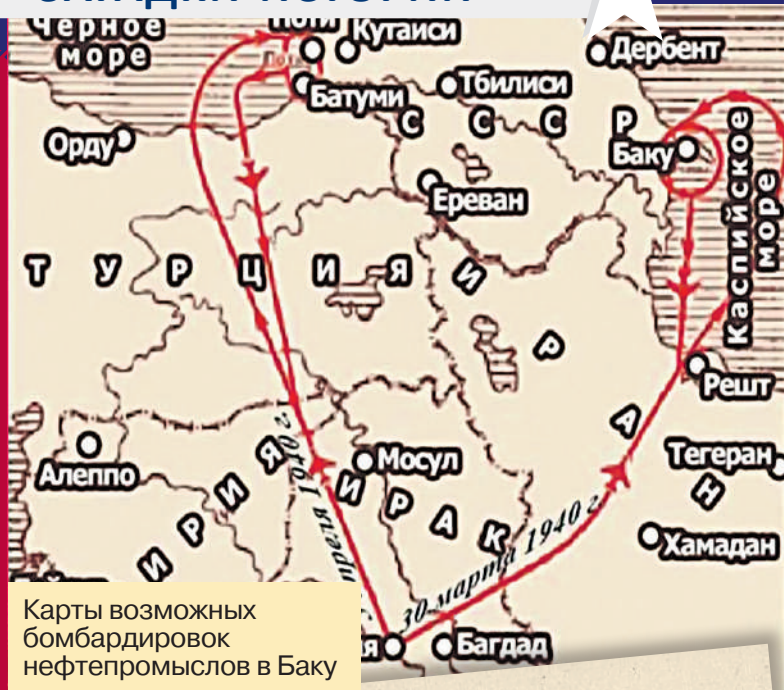 Черное
море
Поти
Кутаиси
Дербент
Батуми
Тбилиси
С С С Р
Орду
Баку
Ереван
Каспийское
море
Т У Р Ц И Я
И Р А Н
Решт
Мосул
Алеппо
Тегеран
И Р А К
Хамадан
1940 г.
30 марта 1940 г.
Багдад
Карты возможных
бомбардировок
нефтепромыслов в Баку